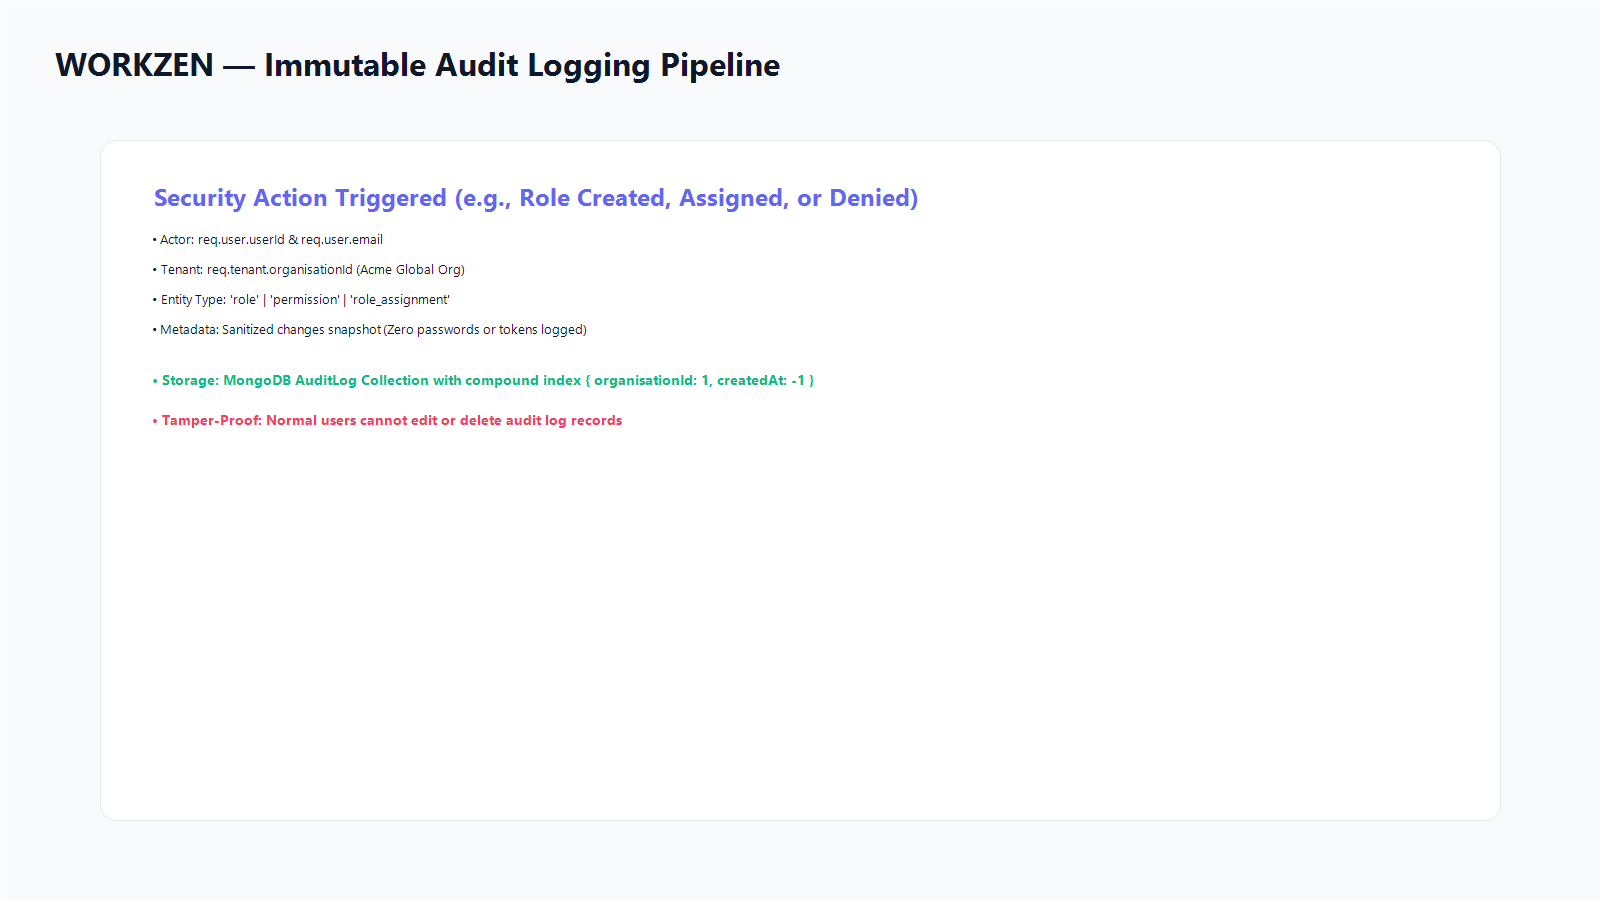 WORKZEN — Immutable Audit Logging Pipeline
Security Action Triggered (e.g., Role Created, Assigned, or Denied)
• Actor: req.user.userId & req.user.email
• Tenant: req.tenant.organisationId (Acme Global Org)
• Entity Type: 'role' | 'permission' | 'role_assignment'
• Metadata: Sanitized changes snapshot (Zero passwords or tokens logged)
• Storage: MongoDB AuditLog Collection with compound index { organisationId: 1, createdAt: -1 }
• Tamper-Proof: Normal users cannot edit or delete audit log records